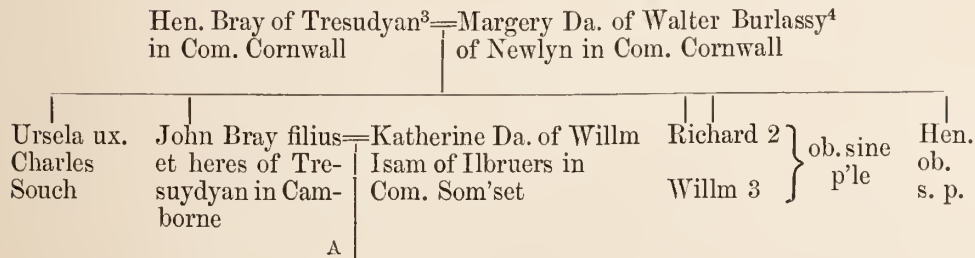 Hen. Bray of Tresudyan³=Margery Da. of Walter Burlassy⁴
in Com. Cornwall
of Newlyn in Com. Cornwall
Ursela ux.
Charles
Souch
John Bray filius
et heres of Tre-
suydyan in Cam-
borne
=Katherine Da. of Willm
Isam of Ilbruers in
Com. Som'set
Richard 2
Willm 3
ob. sine
p'le
Hen.
ob.
s. p.
A